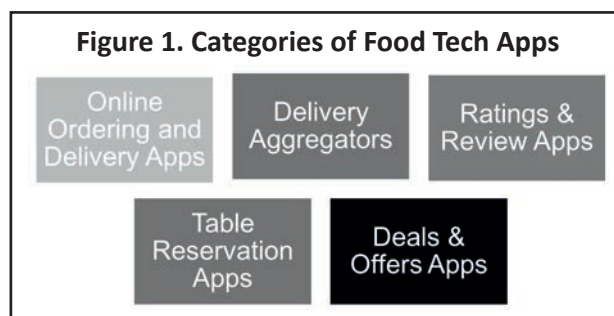 Figure 1. Categories of Food Tech Apps
Online
Ordering and
Delivery Apps
Delivery
Aggregators
Ratings &
Review Apps
Table
Reservation
Apps
Deals &
Offers Apps